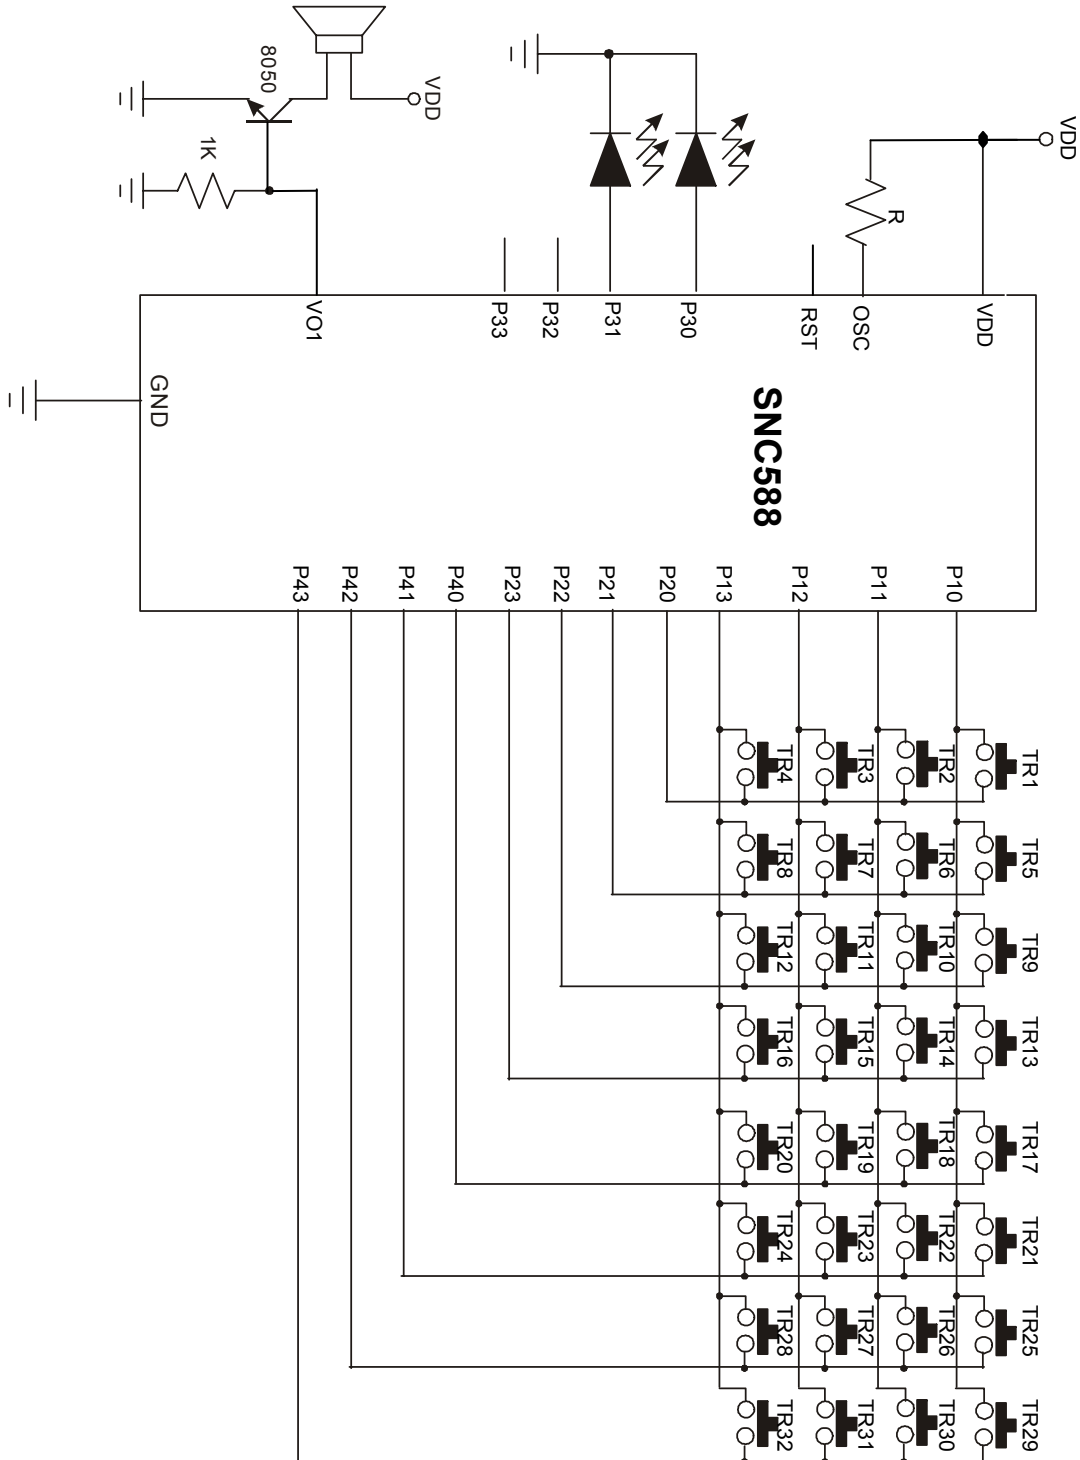 8050
VDD
VDD
1K
R
VO1
P33
P32
P31
P30
RST
OSC
VDD
GND
SNC588
P43
P42
P41
P40
P23
P22
P21
P20
P13
P12
P11
P10
TR4
TR3
TR2
TR1
TR8
TR7
TR6
TR5
TR12
TR11
TR10
TR9
TR16
TR15
TR14
TR13
TR20
TR19
TR18
TR17
TR24
TR23
TR22
TR21
TR28
TR27
TR26
TR25
TR32
TR31
TR30
TR29